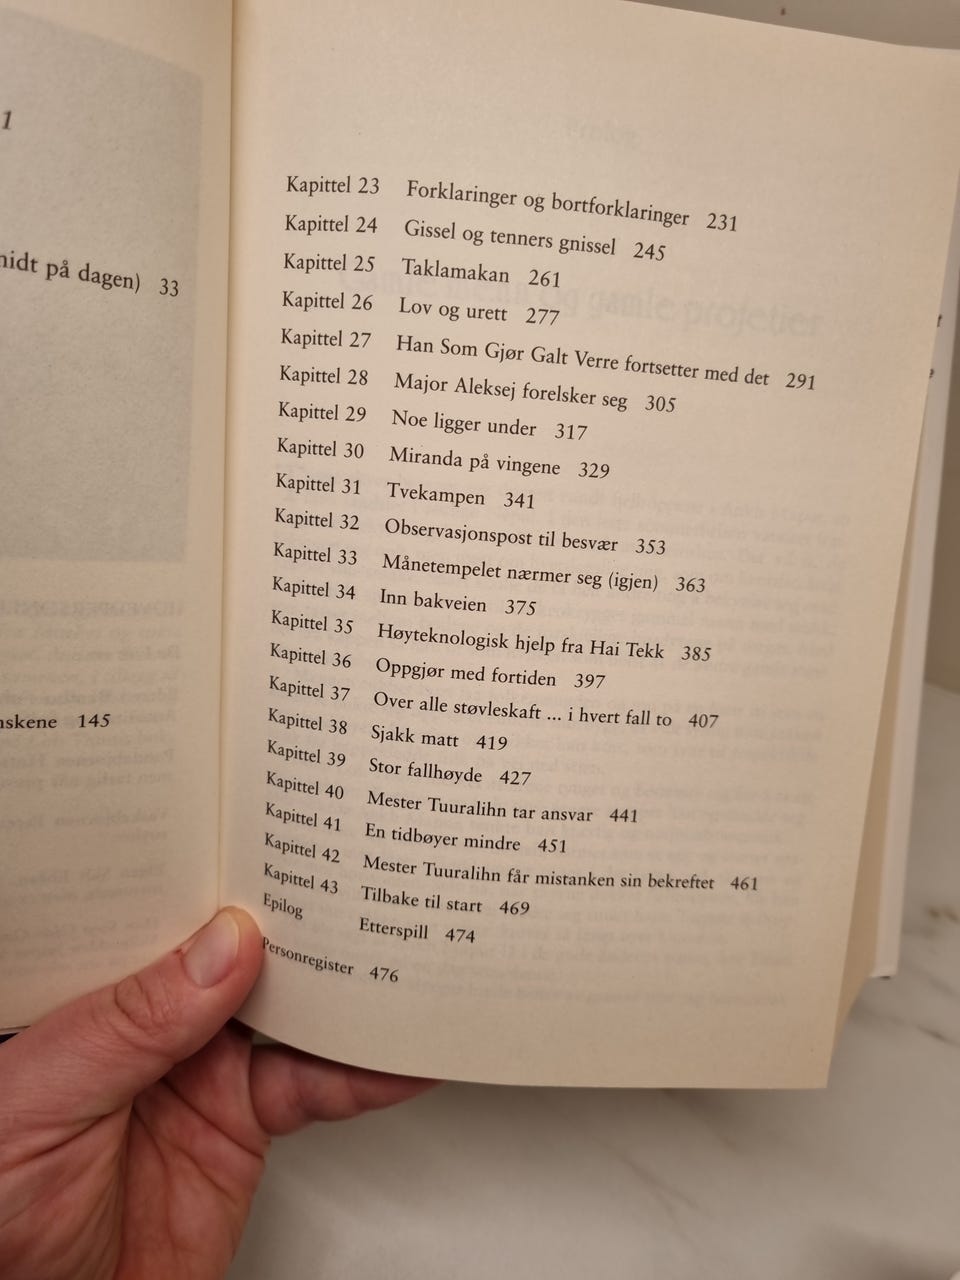 1
midt på dagen) 33
nskene 145
Kapittel 23 Forklaringer og bortforklaringer 231
Kapittel 24 Gissel og tenners gnissel 245
Kapittel 25 Taklamakan 261
Kapittel 26 Lov og urett 277
Kapittel 27 Han Som Gjør Galt Verre fortsetter med det 291
Kapittel 28 Major Aleksej forelsker seg 305
Kapittel 29 Noe ligger under 317
Kapittel 30 Miranda på vingene 329
Kapittel 31 Tvekampen 341
Kapittel 32 Observasjonspost til besvær 353
Kapittel 33 Månetempelet nærmer seg (igjen) 363
Kapittel 34 Inn bakveien 375
Kapittel 35 Høyteknologisk hjelp fra Hai Tekk 385
Kapittel 36 Oppgjør med fortiden 397
Kapittel 37 Over alle støvleskaft ... i hvert fall to 407
Kapittel 38 Sjakk matt 419
Kapittel 39 Stor fallhøyde 427
Kapittel 40 Mester Tuuralihn tar ansvar 441
Kapittel 41 En tidbøyer mindre 451
Kapittel 42 Mester Tuuralihn får mistanken sin bekreftet 461
Kapittel 43 Tilbake til start 469
Epilog Etterspill 474
Personregister 476